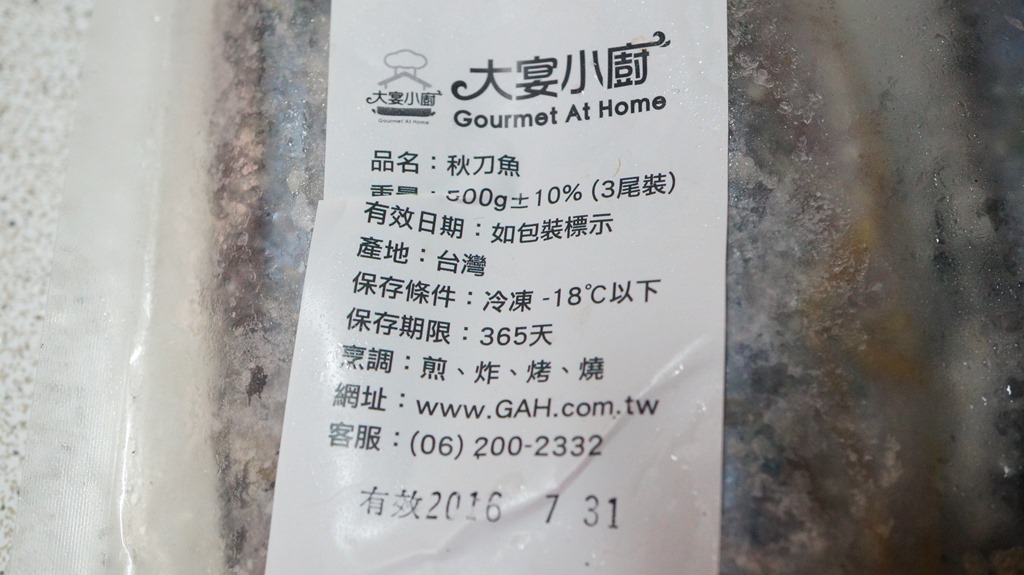 大宴小廚
Gourmet At Home
大宴小廚
Gourmet At Home
品名：秋刀魚
重量：500g±10% (3尾裝)
有效日期：如包裝標示
產地：台灣
保存條件：冷凍 -18℃以下
保存期限：365天
烹調：煎、炸、烤、燒
網址：www.GAH.com.tw
客服：(06) 200-2332
有效2016 7 31